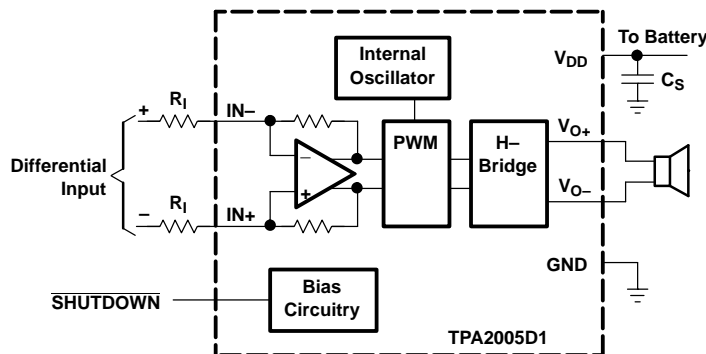 To Battery
Internal
Oscillator
VDD
CS
+
RI
IN–
–
PWM
H–
Bridge
VO+
Differential
Input
RI
IN+
+
VO–
–
GND
SHUTDOWN
Bias
Circuitry
TPA2005D1